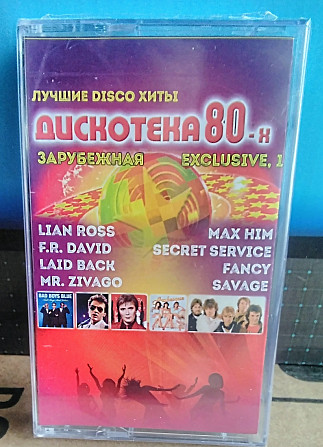 ЛУЧШИЕ DISCO ХИТЫ
ДИСКОТЕКА 80-Х
ЗАРУБЕЖНАЯ EXCLUSIVE, 1
LIAN ROSS MAX HIM
F.R. DAVID SECRET SERVICE
LAID BACK FANCY
MR. ZIVAGO SAVAGE
BAD BOYS BLUE